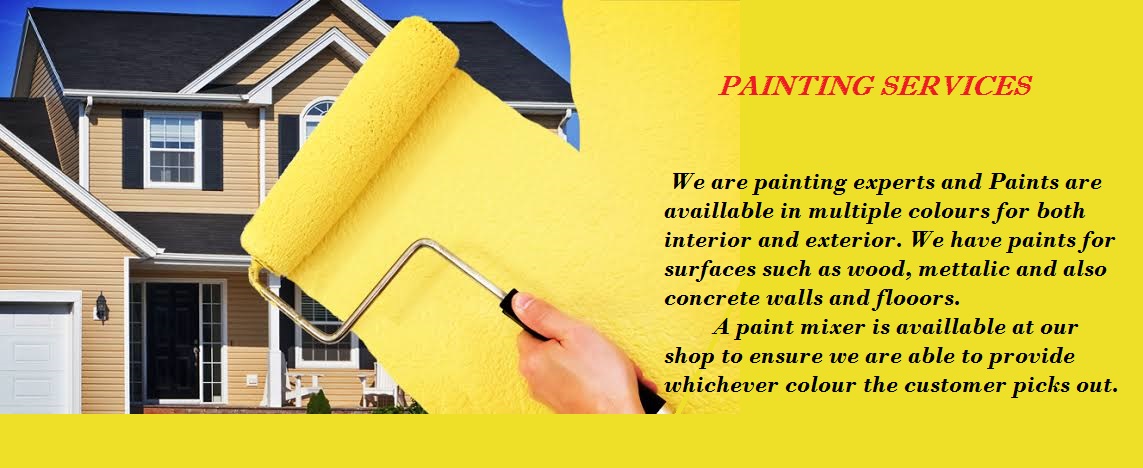 PAINTING SERVICES
We are painting experts and Paints are
availlable in multiple colours for both
interior and exterior. We have paints for
surfaces such as wood, mettalic and also
concrete walls and flooors.
A paint mixer is availlable at our
shop to ensure we are able to provide
whichever colour the customer picks out.